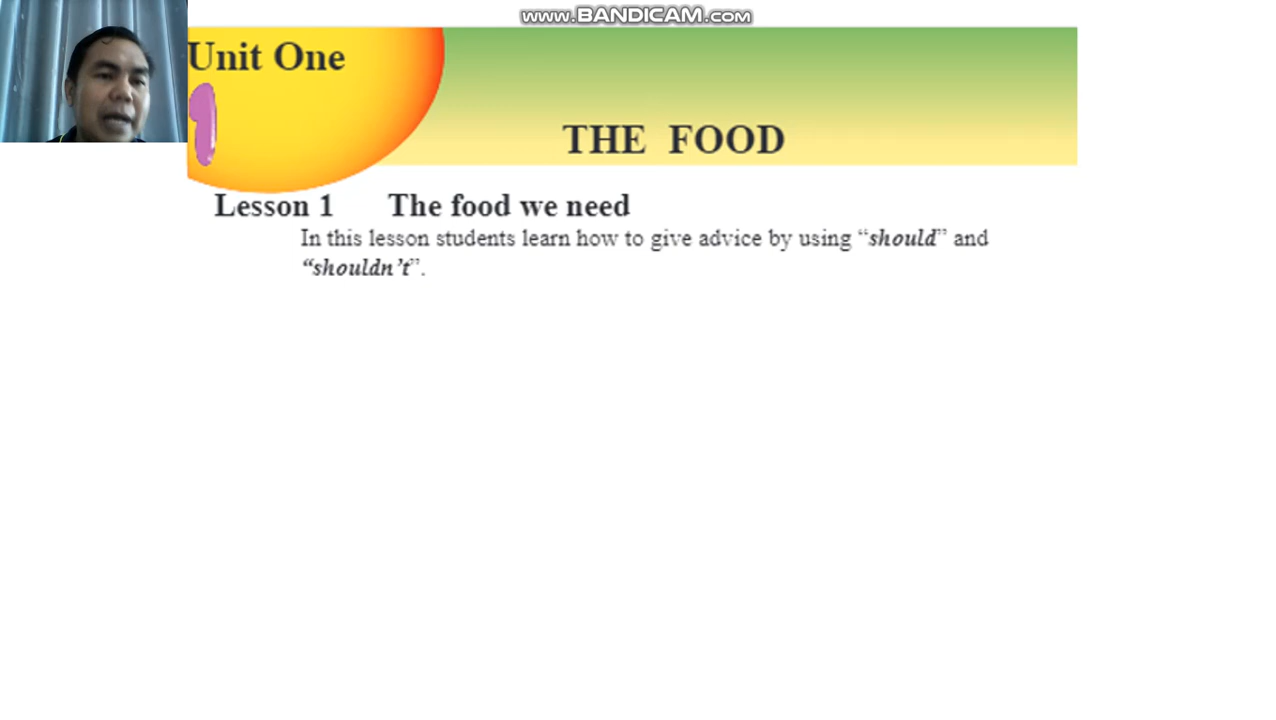 www.BANDICAM.com
Unit One
1
THE FOOD
Lesson 1 The food we need
In this lesson students learn how to give advice by using “should” and
“shouldn’t”.